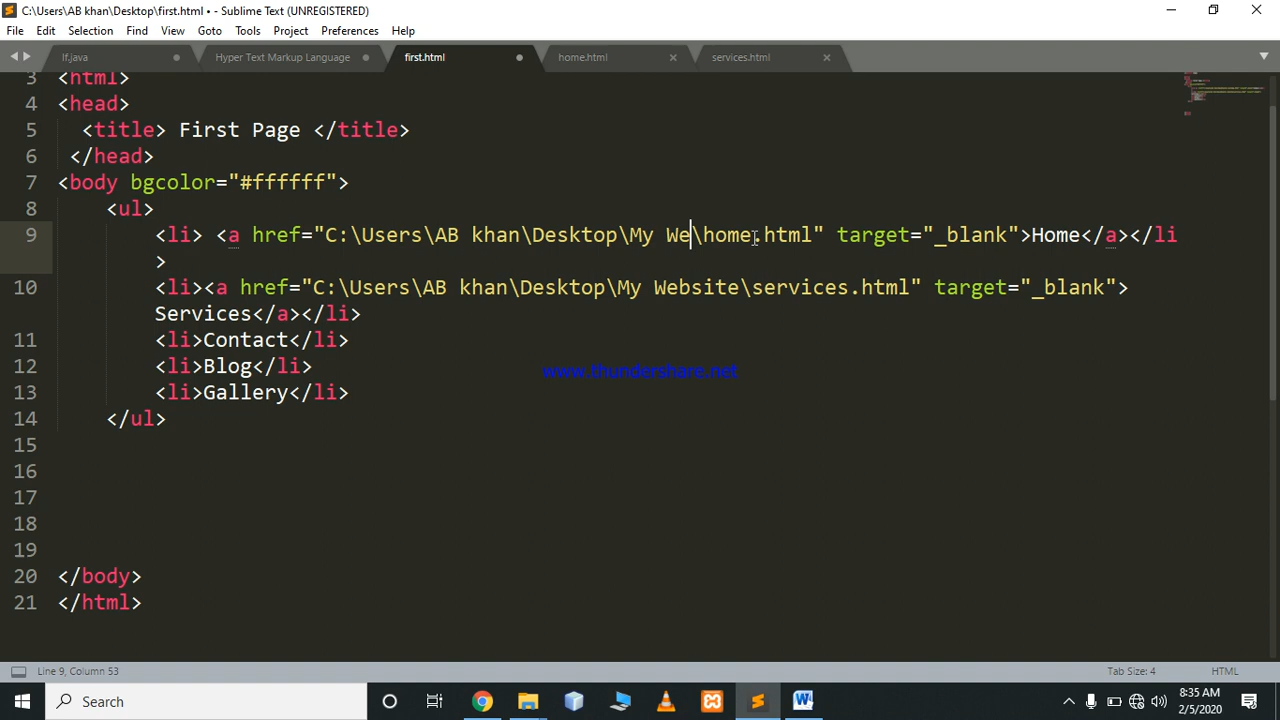 C:\Users\AB khan\Desktop\first.html • - Sublime Text (UNREGISTERED)
File Edit Selection Find View Goto Tools Project Preferences Help
If.java Hyper Text Markup Language first.html home.html services.html
3 <html>
4 <head>
5 <title> First Page </title>
6 </head>
7 <body bgcolor="#ffffff">
8 <ul>
9 <li> <a href="C:\Users\AB khan\Desktop\My We\home.html" target="_blank">Home</a></li
>
10 <li><a href="C:\Users\AB khan\Desktop\My Website\services.html" target="_blank">
Services</a></li>
11 <li>Contact</li>
12 <li>Blog</li>
www.thundershare.net
13 <li>Gallery</li>
14 </ul>
15
16
17
18
19
20 </body>
21 </html>
Line 9, Column 53 Tab Size: 4 HTML
Search
8:35 AM
2/5/2020